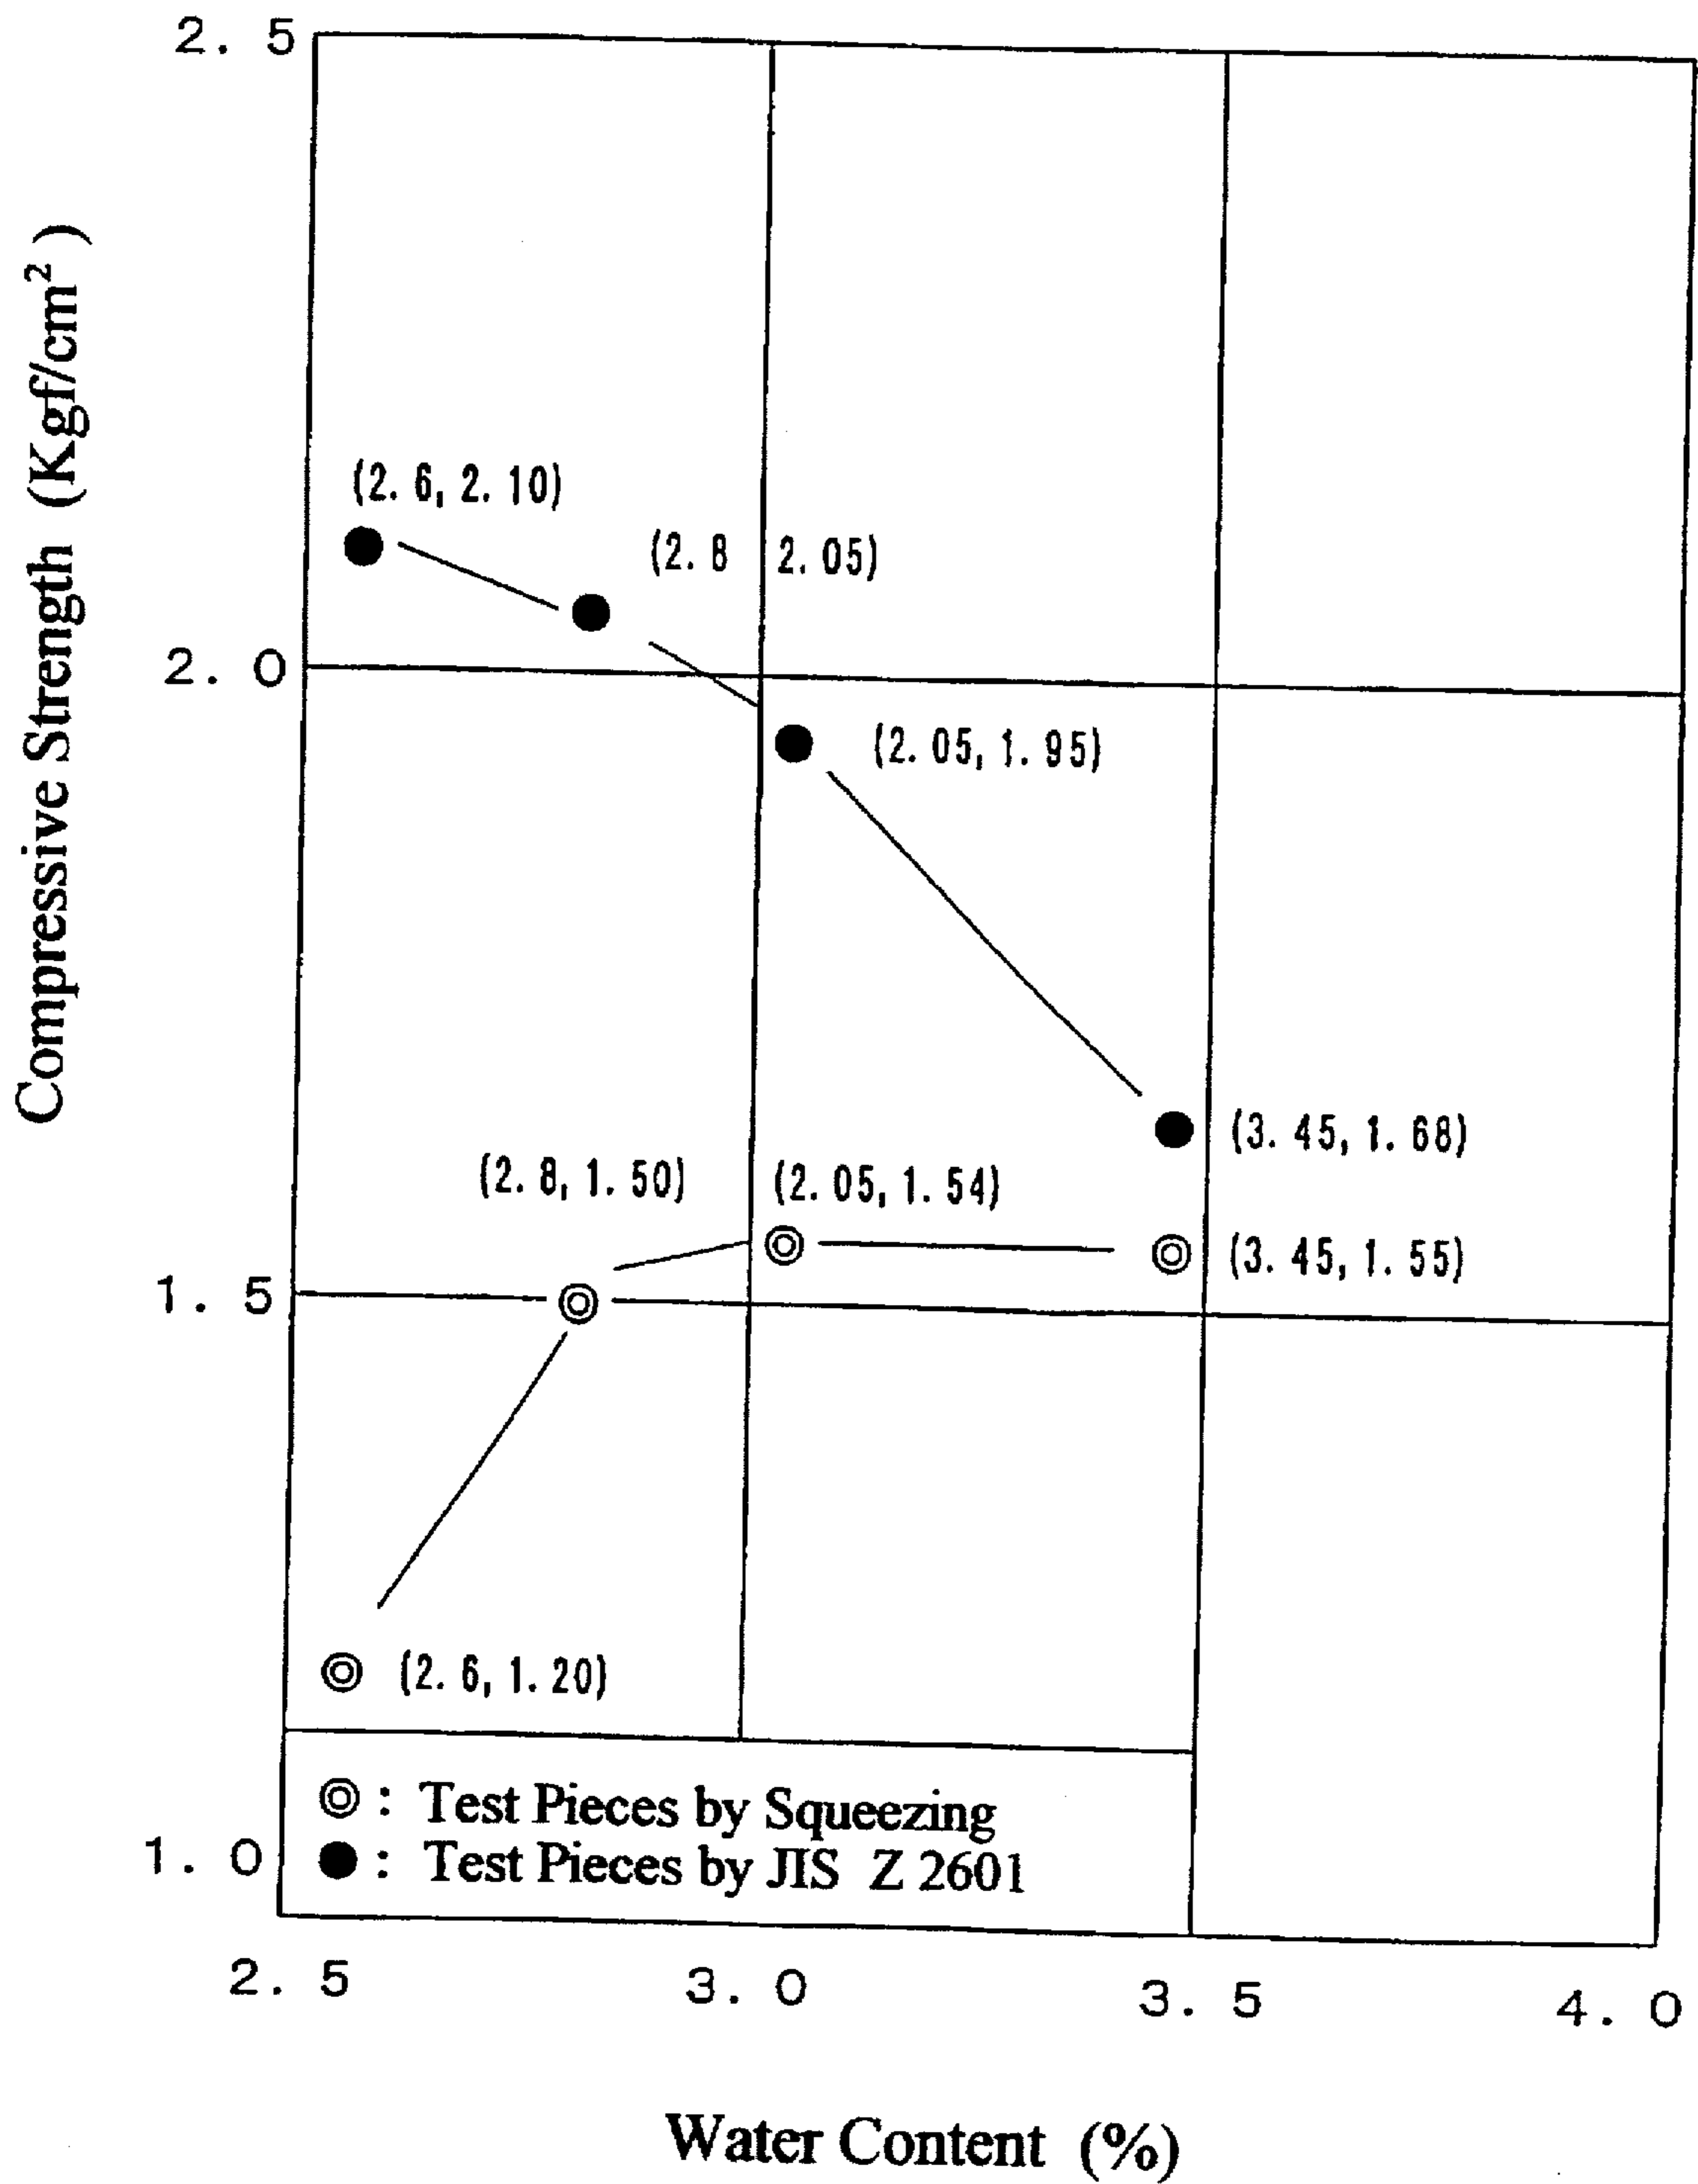 2. 5
Compressive Strength (Kgf/cm²)
(2. 6, 2. 10)
(2. 8 2. 05)
2. 0
(2. 05, 1. 95)
(3. 45, 1. 68)
(2. 8, 1. 50) (2. 05, 1. 54)
(3. 45, 1. 55)
1. 5
(2. 6, 1. 20)
◎ : Test Pieces by Squeezing
● : Test Pieces by JIS Z 2601
1. 0
2. 5 3. 0 3. 5 4. 0
Water Content (%)